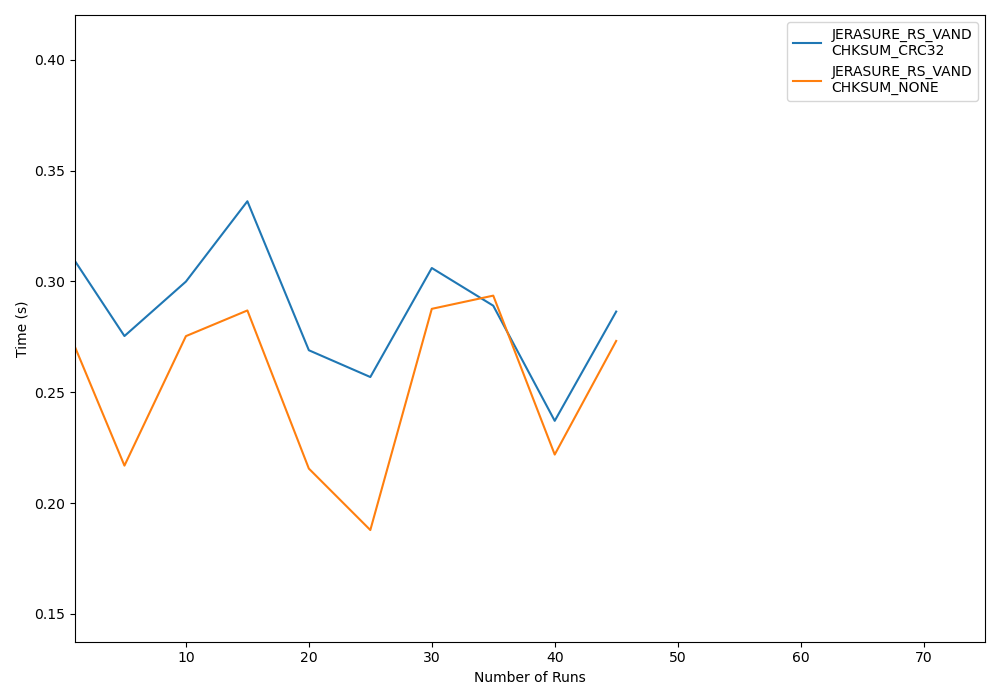 JERASURE_RS_VAND
CHKSUM_CRC32
JERASURE_RS_VAND
CHKSUM_NONE
0.40
0.35
0.30
0.25
0.20
0.15
Time (s)
10 20 30 40 50 60 70
Number of Runs